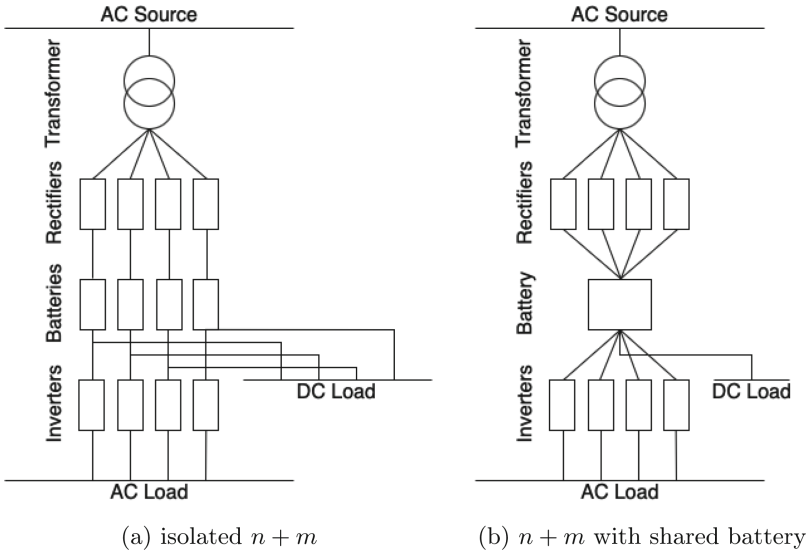 AC Source
Transformer
Rectifiers
Batteries
Inverters
DC Load
AC Load
(a) isolated n + m
AC Source
Transformer
Rectifiers
Battery
Inverters
DC Load
AC Load
(b) n + m with shared battery